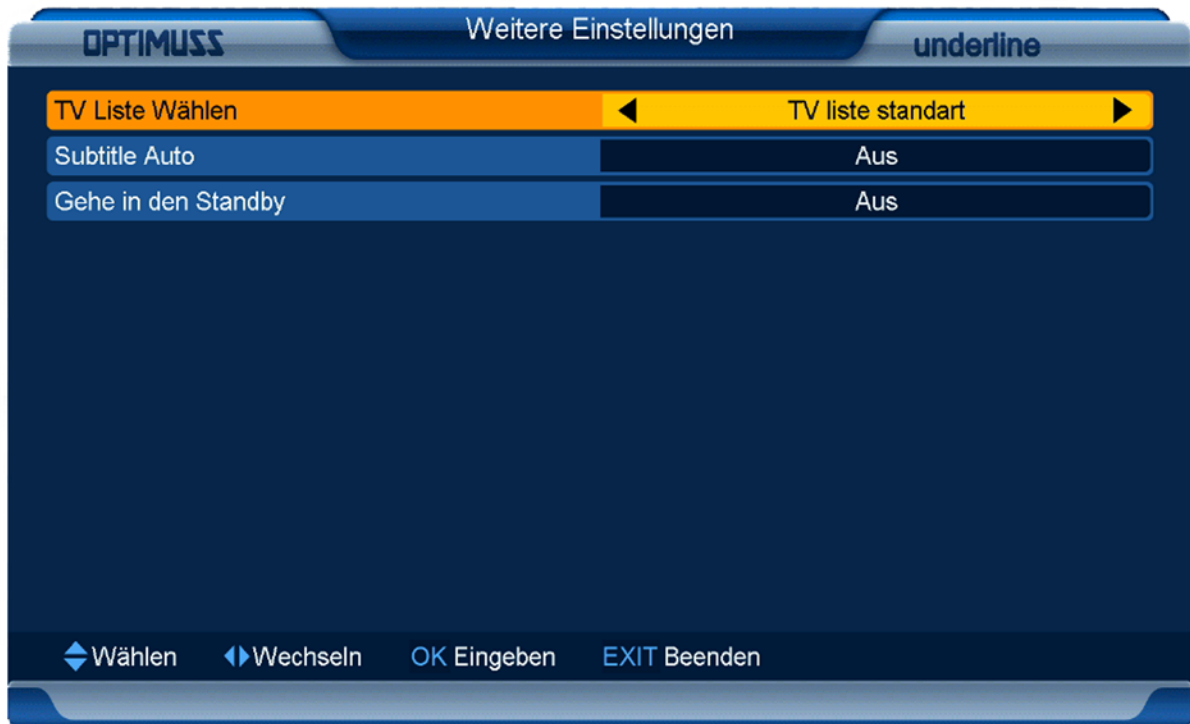 OPTIMUSS
Weitere Einstellungen
underline
TV Liste Wählen TV liste standart
Subtitle Auto Aus
Gehe in den Standby Aus
Wählen Wechseln OK Eingeben EXIT Beenden